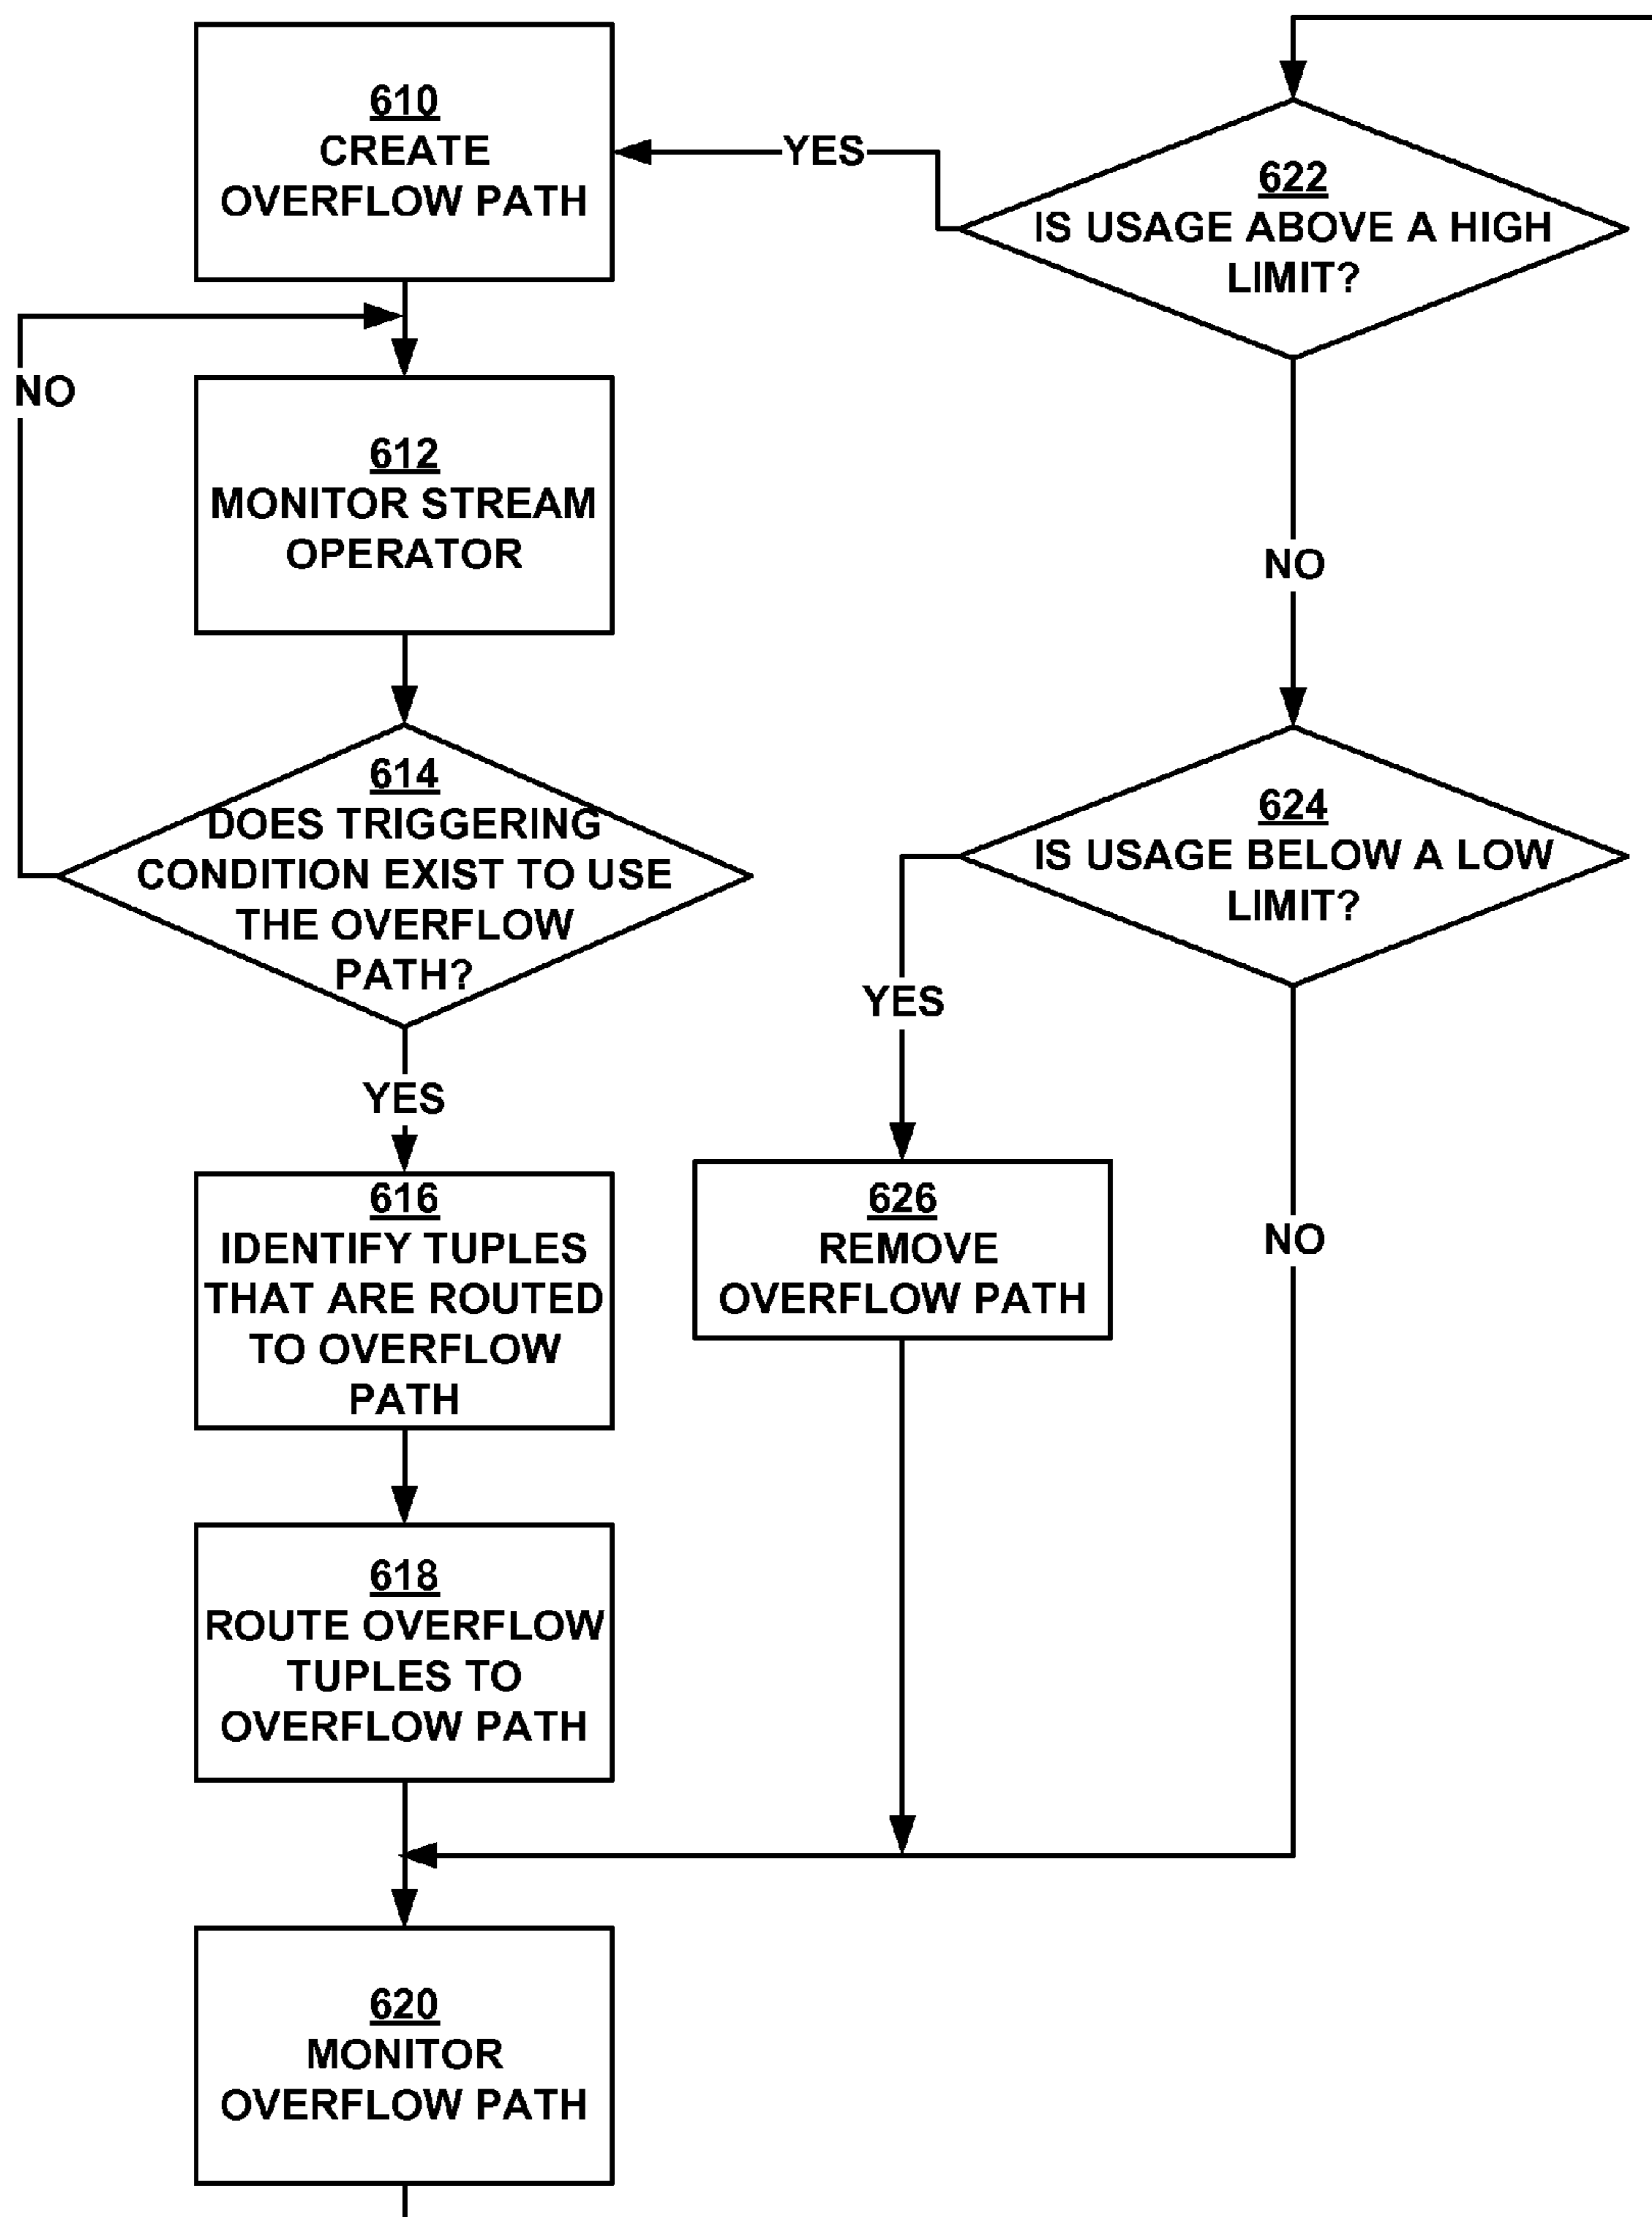 610
CREATE
OVERFLOW PATH
YES
622
IS USAGE ABOVE A HIGH
LIMIT?
NO
612
MONITOR STREAM
OPERATOR
NO
614
DOES TRIGGERING
CONDITION EXIST TO USE
THE OVERFLOW
PATH?
624
IS USAGE BELOW A LOW
LIMIT?
YES
YES
616
IDENTIFY TUPLES
THAT ARE ROUTED
TO OVERFLOW
PATH
626
REMOVE
OVERFLOW PATH
NO
618
ROUTE OVERFLOW
TUPLES TO
OVERFLOW PATH
620
MONITOR
OVERFLOW PATH